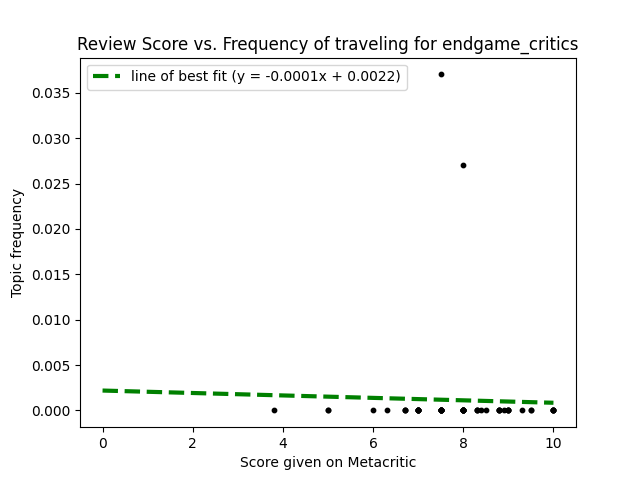 Review Score vs. Frequency of traveling for endgame_critics
line of best fit (y = -0.0001x + 0.0022)
0.035
0.030
0.025
0.020
0.015
0.010
0.005
0.000
Topic frequency
0 2 4 6 8 10
Score given on Metacritic